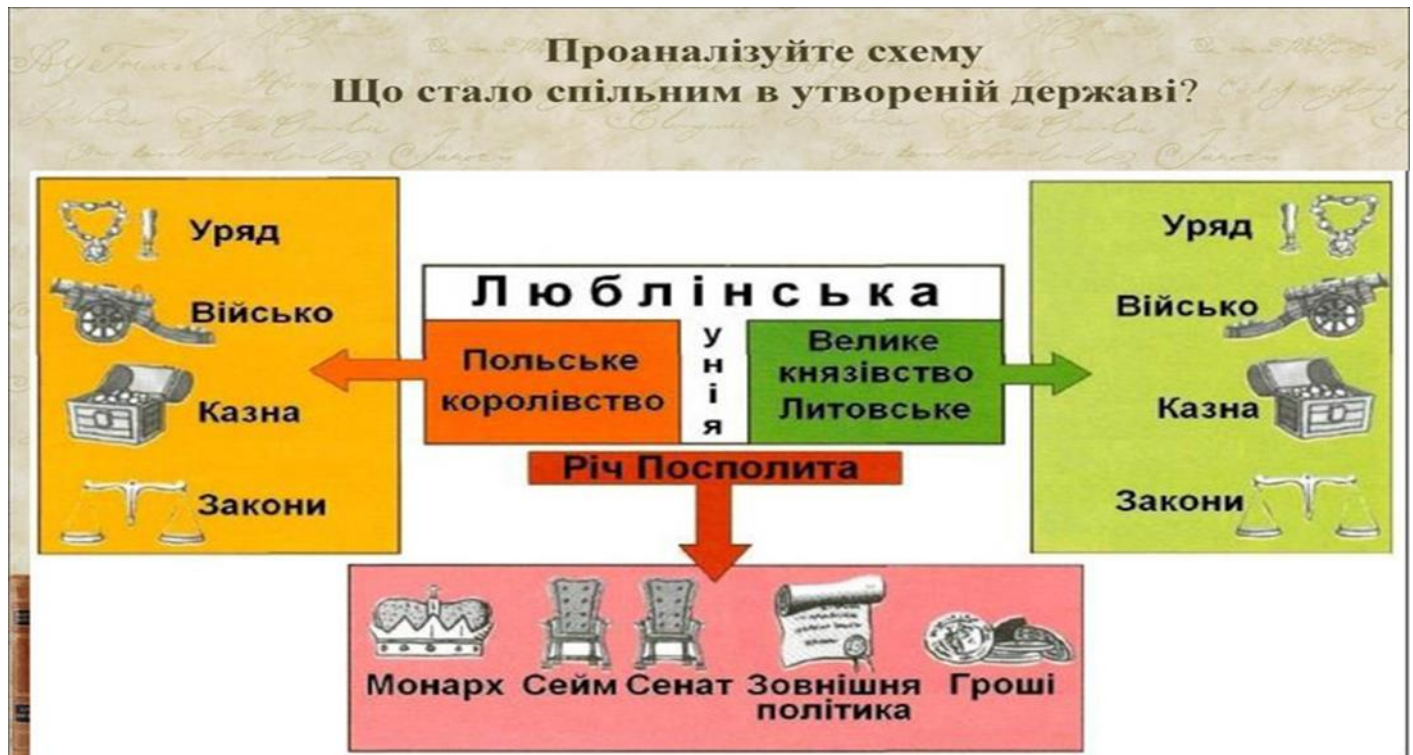 Проаналізуйте схему
Що стало спільним в утвореній державі?
Уряд
Військо
Казна
Закони
Люблінська
унія
Польське
королівство
Велике
князівство
Литовське
Річ Посполита
Уряд
Військо
Казна
Закони
Монарх Сейм Сенат Зовнішня політика Гроші